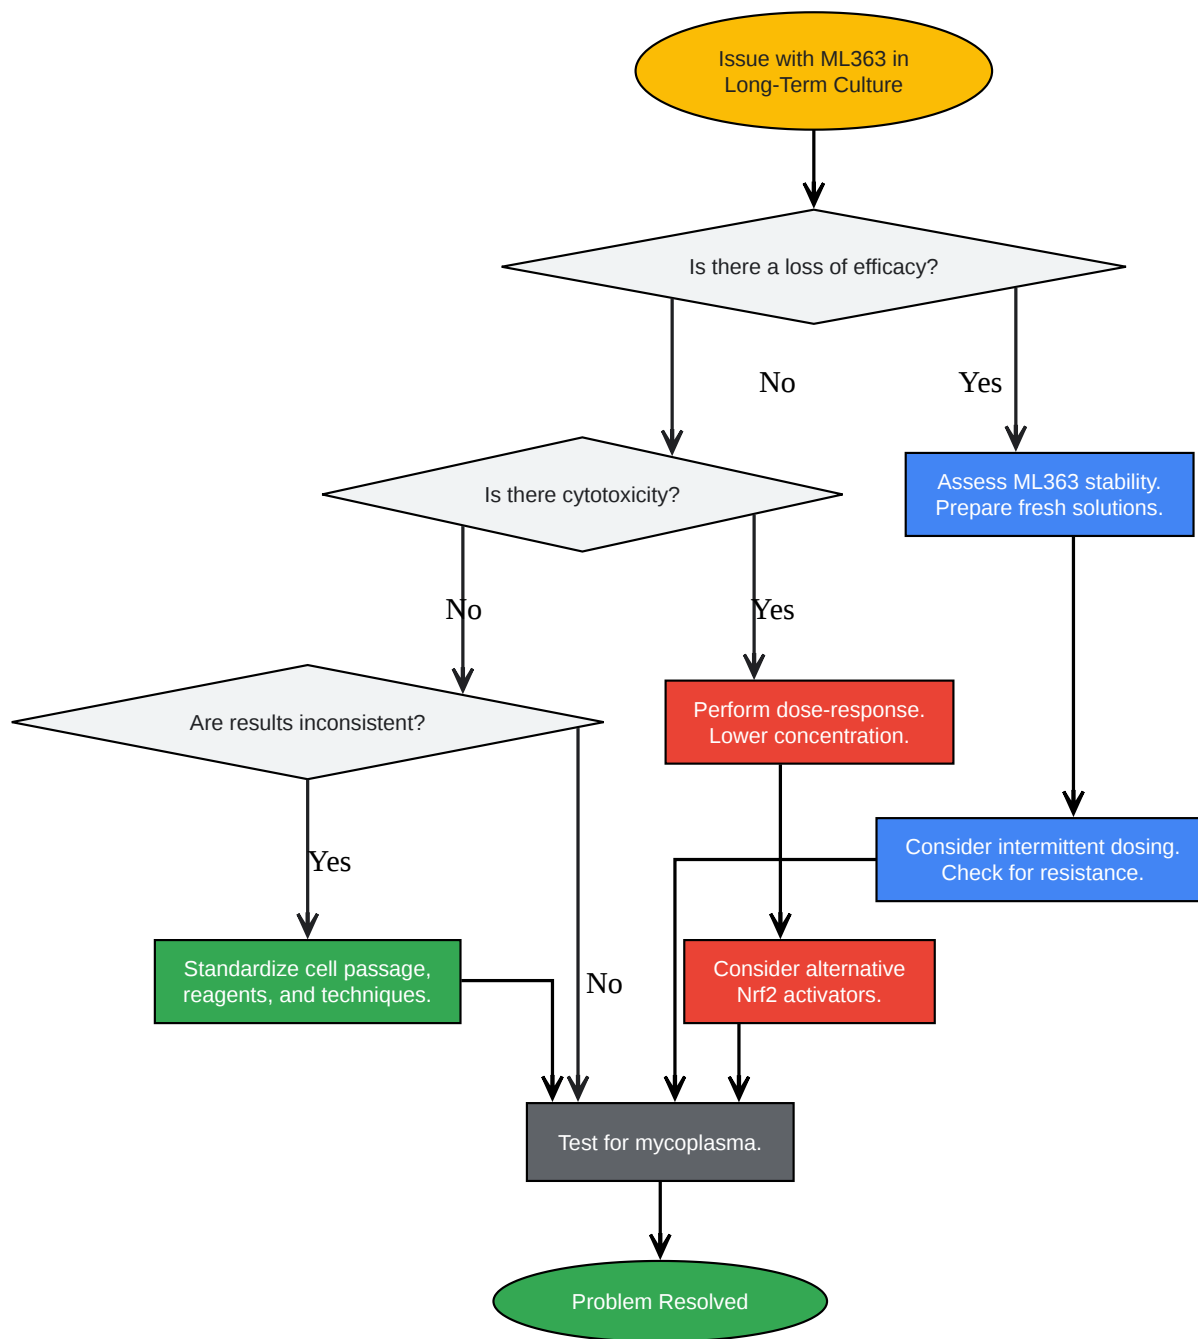 Issue with ML363 in
Long-Term Culture
Is there a loss of efficacy?
No
Yes
Is there cytotoxicity?
Assess ML363 stability.
Prepare fresh solutions.
No
Yes
Are results inconsistent?
Perform dose-response.
Lower concentration.
Yes
Consider intermittent dosing.
Check for resistance.
Standardize cell passage,
reagents, and techniques.
No
Consider alternative
Nrf2 activators.
Test for mycoplasma.
Problem Resolved